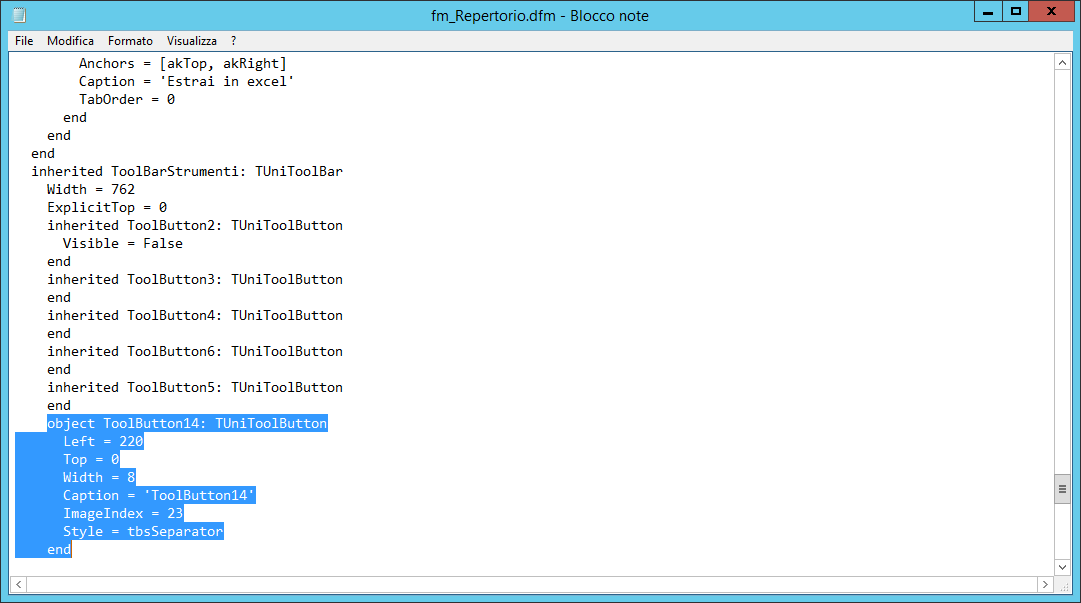 fm_Repertorio.dfm - Blocco note
File Modifica Formato Visualizza ?
Anchors = [akTop, akRight]
Caption = 'Estrai in excel'
TabOrder = 0
end
end
end
inherited ToolBarStrumenti: TUniToolBar
Width = 762
ExplicitTop = 0
inherited ToolButton2: TUniToolButton
Visible = False
end
inherited ToolButton3: TUniToolButton
end
inherited ToolButton4: TUniToolButton
end
inherited ToolButton6: TUniToolButton
end
inherited ToolButton5: TUniToolButton
end
object ToolButton14: TUniToolButton
Left = 220
Top = 0
Width = 8
Caption = 'ToolButton14'
ImageIndex = 23
Style = tbsSeparator
end